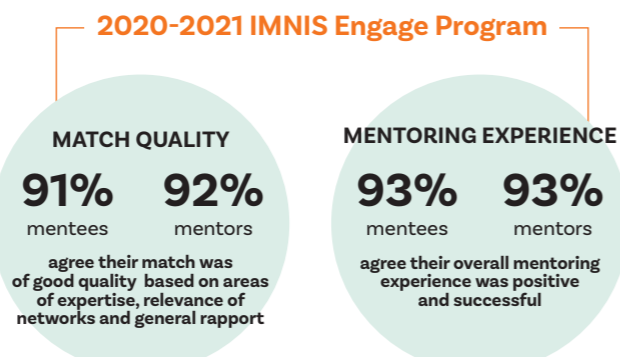 2020-2021 IMNIS Engage Program
MATCH QUALITY
91% 92%
mentees mentors
agree their match was
of good quality based on areas
of expertise, relevance of
networks and general rapport
MENTORING EXPERIENCE
93% 93%
mentees mentors
agree their overall mentoring
experience was positive
and successful